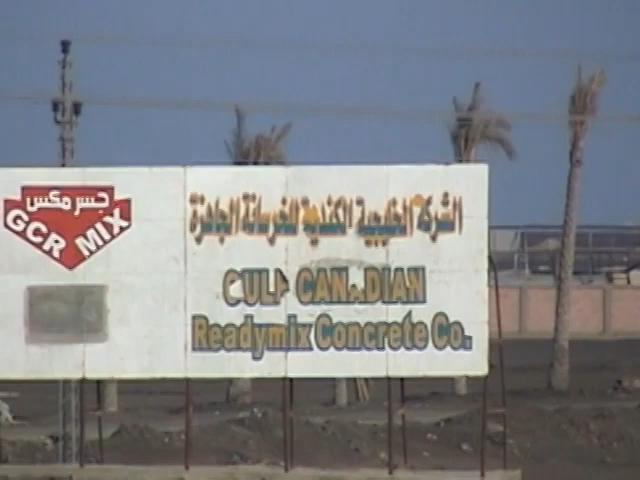 جسر مكس
GCR MIX
الشركة الخليجية الكندية للخرسانة الجاهزة
GULF CANADIAN
Readymix Concrete Co.